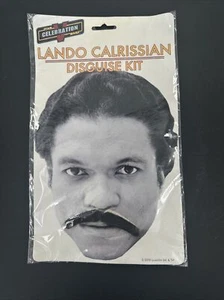 CELEBRATION
LANDO CALRISSIAN
DISGUISE KIT